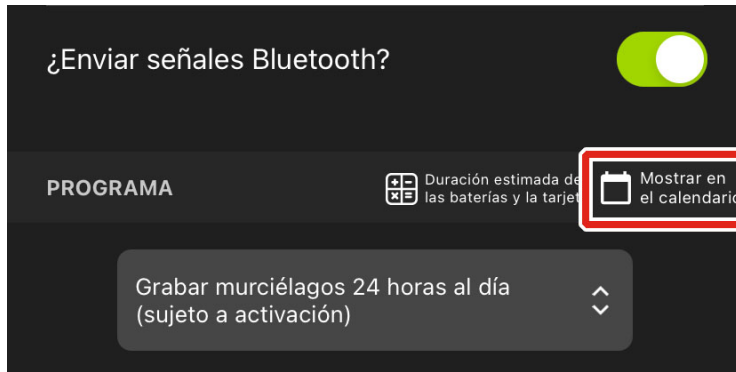 ¿Enviar señales Bluetooth?
PROGRAMA
Duración estimada de
las baterías y la tarjet
Mostrar en
el calendario
Grabar murciélagos 24 horas al día
(sujeto a activación)